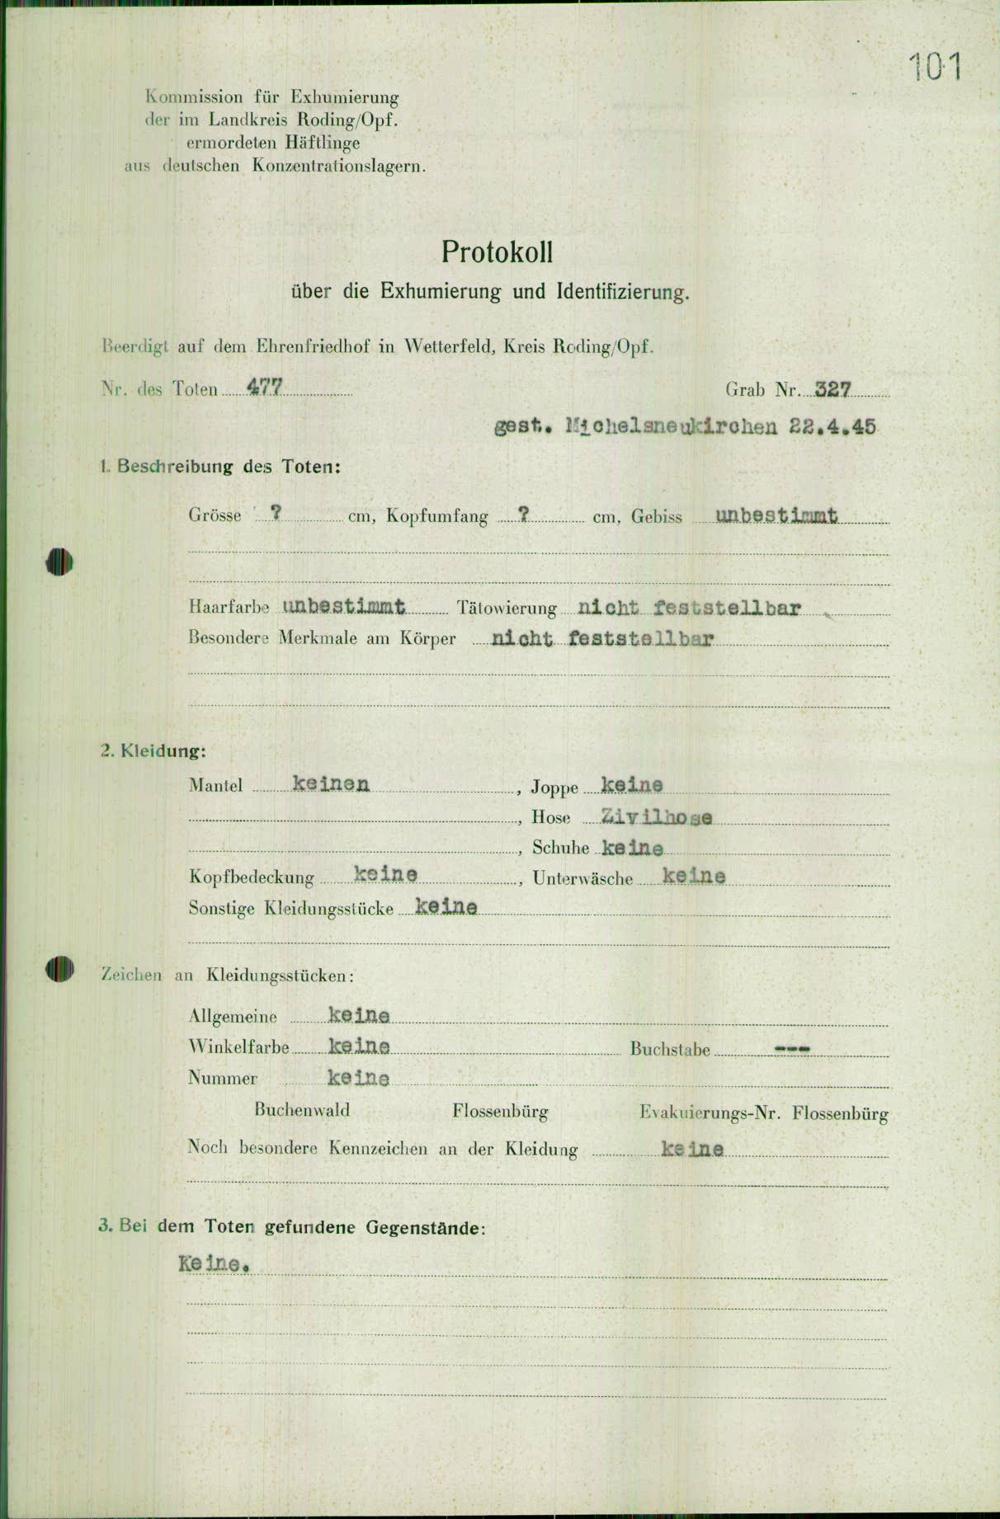 101
Kommission für Exhumierung
der im Landkreis Roding/Opf.
ermordeten Häftlinge
aus deutschen Konzentrationslagern.
Protokoll
über die Exhumierung und Identifizierung.
Beerdigt auf dem Ehrenfriedhof in Wetterfeld, Kreis Roding/Opf.
Nr. des Toten 477 Grab Nr. 327
gest. Michelsneukirchen 22.4.45
1. Beschreibung des Toten:
Grösse ? cm, Kopfumfang ? cm, Gebiss unbestimmt
Haarfarbe unbestimmt Tätowierung nicht feststellbar
Besondere Merkmale am Körper nicht feststellbar
2. Kleidung:
Mantel keinen, Joppe keine
, Hose Zivilhose
, Schuhe keine
Kopfbedeckung keine, Unterwäsche keine
Sonstige Kleidungsstücke keine
Zeichen an Kleidungsstücken:
Allgemeine keine
Winkelfarbe keine Buchstabe ---
Nummer keine
Buchenwald Flossenbürg Evakuierungs-Nr. Flossenbürg
Noch besondere Kennzeichen an der Kleidung keine
3. Bei dem Toten gefundene Gegenstände:
Keine.